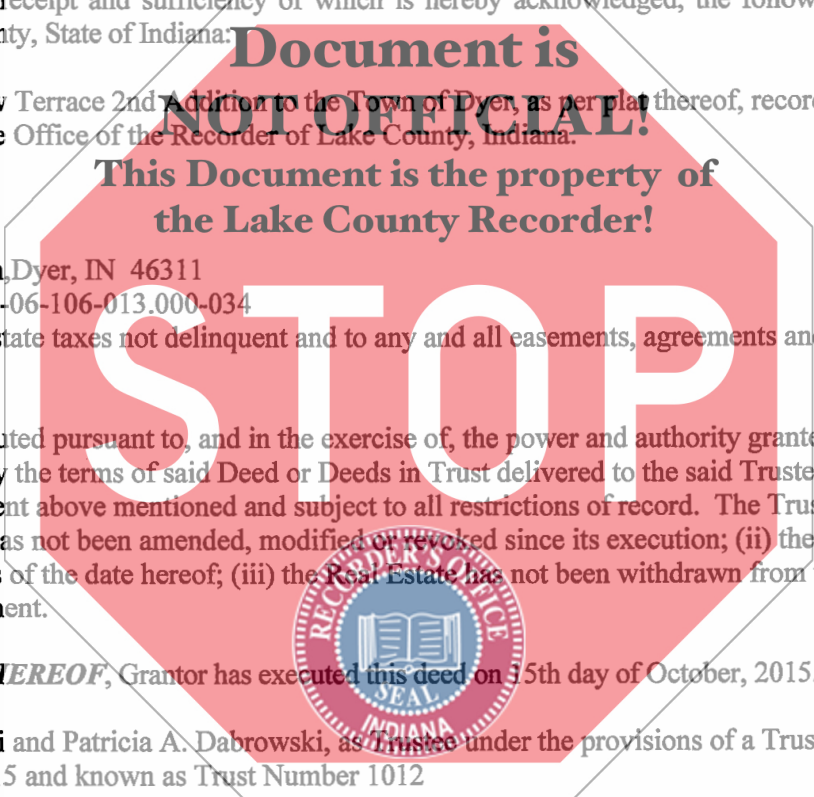 receipt and sufficiency of which is hereby acknowledged, the follow
nty, State of Indiana:
Document is
Terrace 2nd Addition to the Town of Dyer, as per plat thereof, recor
NOT OFFICIAL!
Office of the Recorder of Lake County, Indiana.
This Document is the property of
the Lake County Recorder!
,Dyer, IN 46311
-06-106-013.000-034
tate taxes not delinquent and to any and all easements, agreements an
STOP
uted pursuant to, and in the exercise of, the power and authority grante
y the terms of said Deed or Deeds in Trust delivered to the said Truste
ent above mentioned and subject to all restrictions of record. The Trus
as not been amended, modified or revoked since its execution; (ii) the
s of the date hereof; (iii) the Real Estate has not been withdrawn from
ent.
RECORDER'S OFFICE
SEAL
INDIANA
EREOF, Grantor has executed this deed on 15th day of October, 2015.
i and Patricia A. Dabrowski, as Trustee under the provisions of a Trus
5 and known as Trust Number 1012